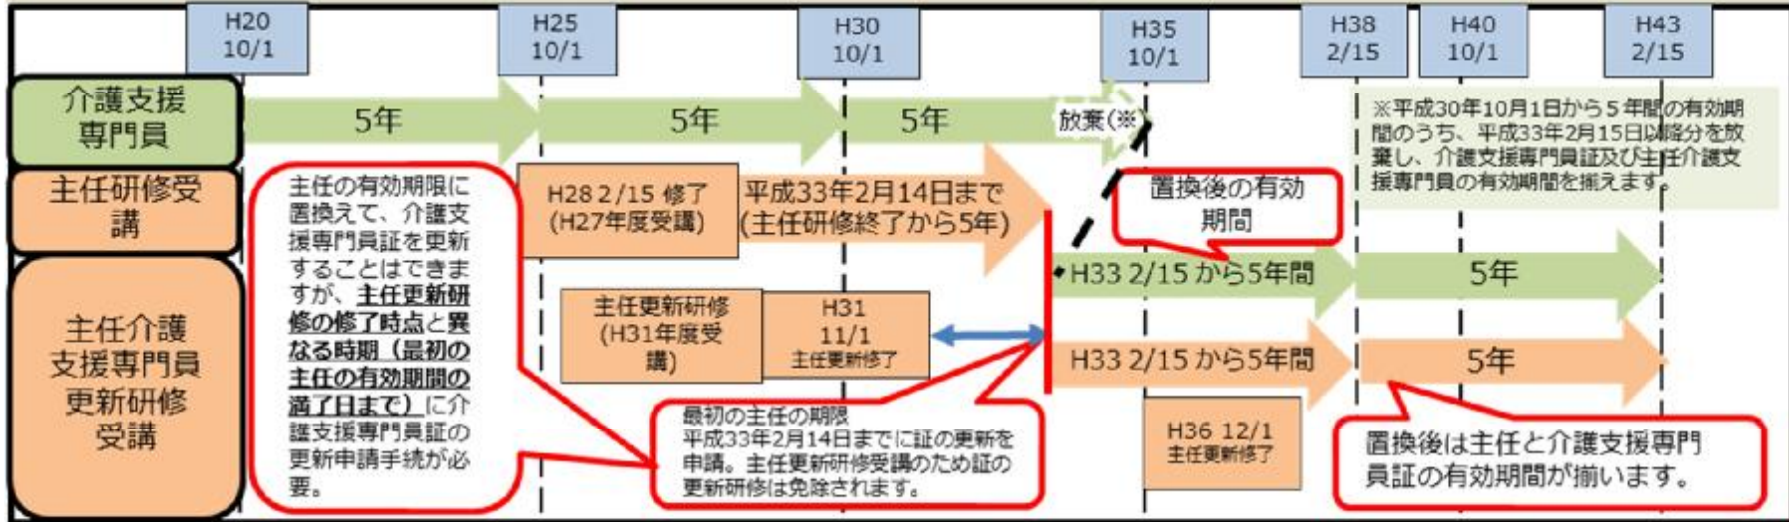 H20
10/1
H25
10/1
H30
10/1
H35
10/1
H38
2/15
H40
10/1
H43
2/15
介護支援
専門員
5年
5年
5年
放棄(※
※平成30年10月1日から5年間の有効期
間のうち、平成33年2月15日以降分を放
棄し、介護支援専門員証及び主任介護支
援専門員の有効期間を揃えます。
主任研修受
講
主任の有効期限に
置換えて、介護支
援専門員証を更新
することはできま
すが、主任更新研
修の修了時点と異
なる時期（最初の
主任の有効期間の
満了日まで）に介
護支援専門員証の
更新申請手続が必
要。
H28 2/15 修了
(H27年度受講)
平成33年2月14日まで
(主任研修終了から5年)
置換後の有効
期間
H33 2/15 から5年間
5年
主任介護
支援専門員
更新研修
受講
主任更新研修
(H31年度受
講)
H31
11/1
主任更新修了
H33 2/15 から5年間
5年
最初の主任の期限
平成33年2月14日までに証の更新を
申請。主任更新研修受講のため証の
更新研修は免除されます。
H36 12/1
主任更新修了
置換後は主任と介護支援専門
員証の有効期間が揃います。